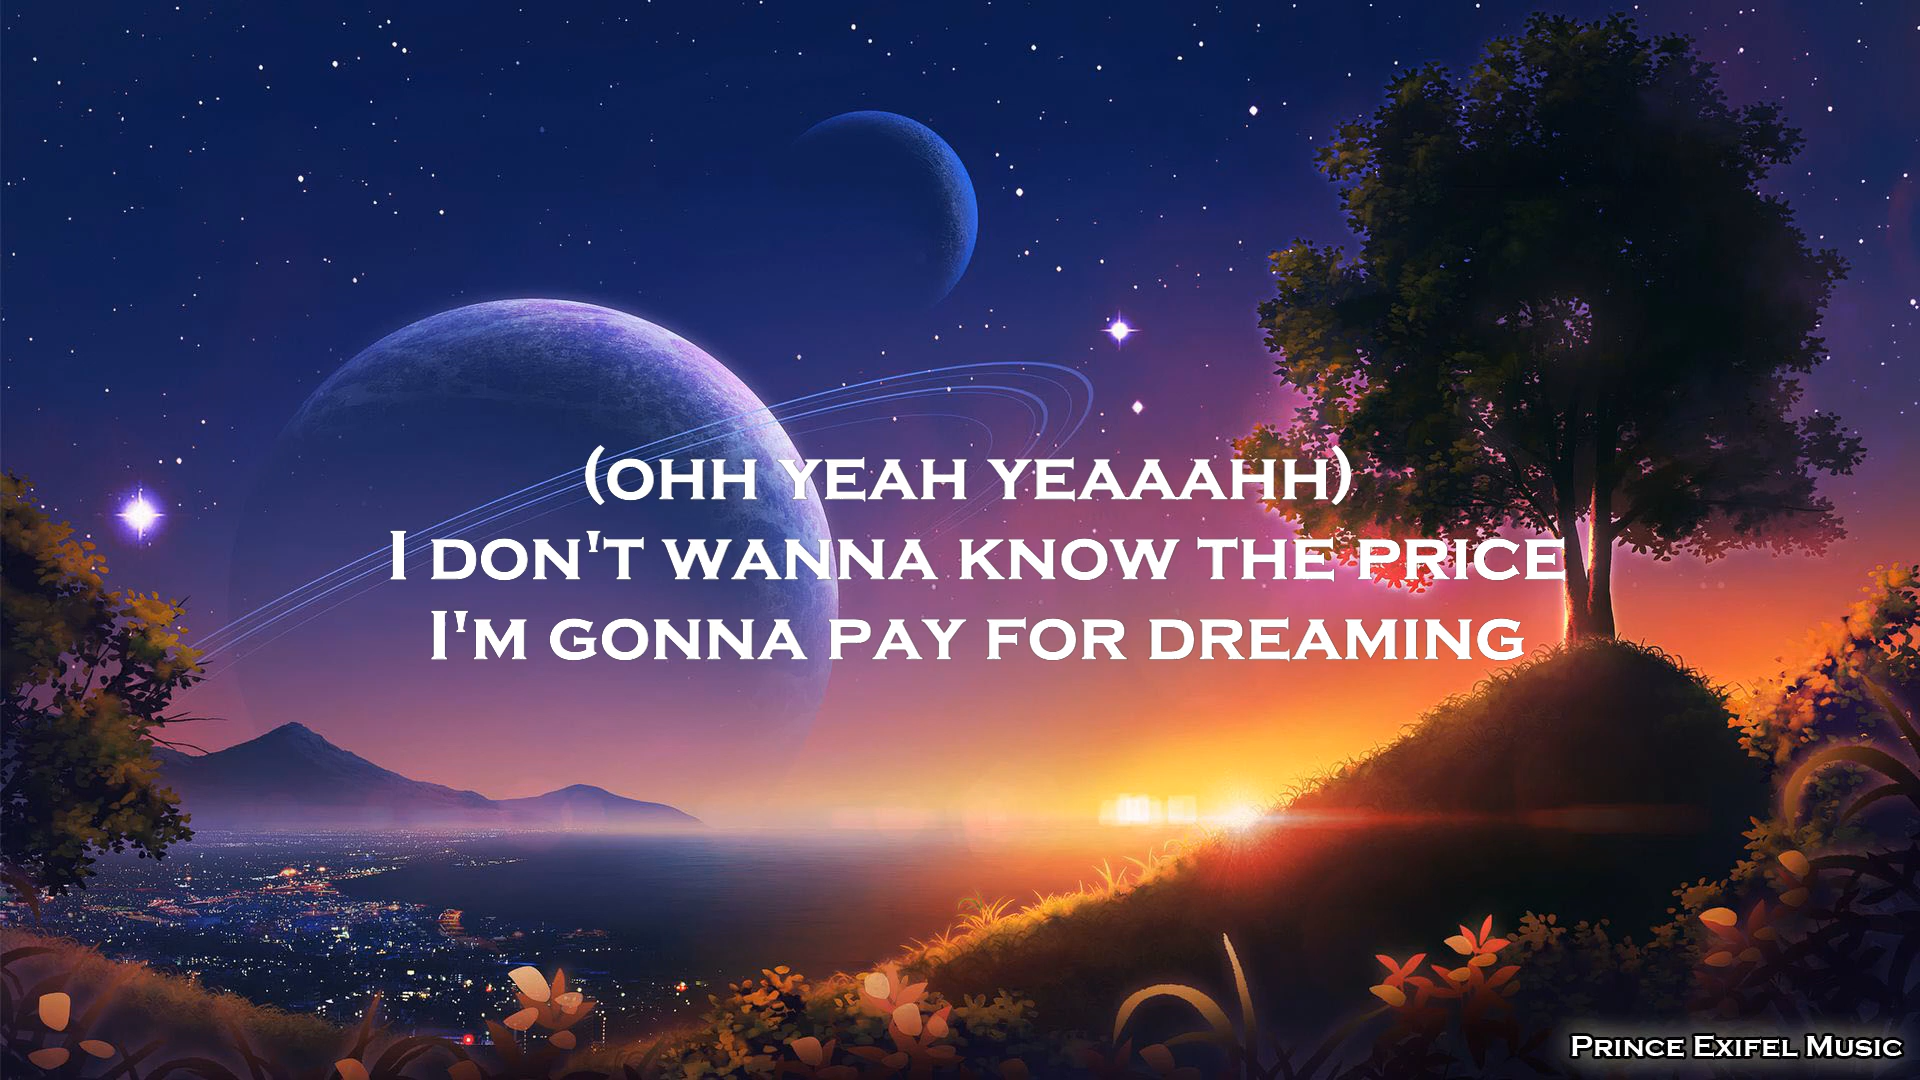 (OHH YEAH YEAAAHH)
I DON'T WANNA KNOW THE PRICE
I'M GONNA PAY FOR DREAMING
PRINCE EXIFEL MUSIC